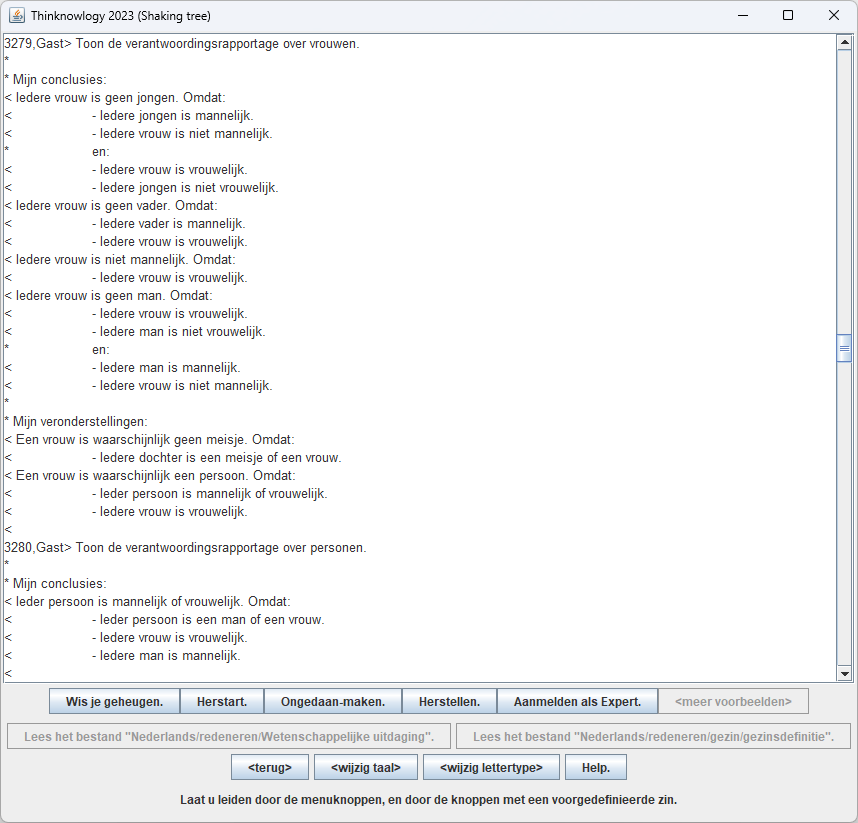 Thinknowlogy 2023 (Shaking tree)
3279,Gast> Toon de verantwoordingsrapportage over vrouwen.
*
* Mijn conclusies:
< Iedere vrouw is geen jongen. Omdat:
< - Iedere jongen is mannelijk.
< - Iedere vrouw is niet mannelijk.
* en:
< - Iedere vrouw is vrouwelijk.
< - Iedere jongen is niet vrouwelijk.
< Iedere vrouw is geen vader. Omdat:
< - Iedere vader is mannelijk.
< - Iedere vrouw is vrouwelijk.
< Iedere vrouw is niet mannelijk. Omdat:
< - Iedere vrouw is vrouwelijk.
< Iedere vrouw is geen man. Omdat:
< - Iedere vrouw is vrouwelijk.
< - Iedere man is niet vrouwelijk.
* en:
< - Iedere man is mannelijk.
< - Iedere vrouw is niet mannelijk.
*
* Mijn veronderstellingen:
< Een vrouw is waarschijnlijk geen meisje. Omdat:
< - Iedere dochter is een meisje of een vrouw.
< Een vrouw is waarschijnlijk een persoon. Omdat:
< - Ieder persoon is mannelijk of vrouwelijk.
< - Iedere vrouw is vrouwelijk.
<
3280,Gast> Toon de verantwoordingsrapportage over personen.
*
* Mijn conclusies:
< Ieder persoon is mannelijk of vrouwelijk. Omdat:
< - Ieder persoon is een man of een vrouw.
< - Iedere vrouw is vrouwelijk.
< - Iedere man is mannelijk.
<
Wis je geheugen. Herstart. Ongedaan-maken. Herstellen. Aanmelden als Expert. <meer voorbeelden>
Lees het bestand "Nederlands/redeneren/Wetenschappelijke uitdaging". Lees het bestand "Nederlands/redeneren/gezin/gezinsdefinitie".
<terug> <wijzig taal> <wijzig lettertype> Help.
Laat u leiden door de menuknoppen, en door de knoppen met een voorgedefinieerde zin.